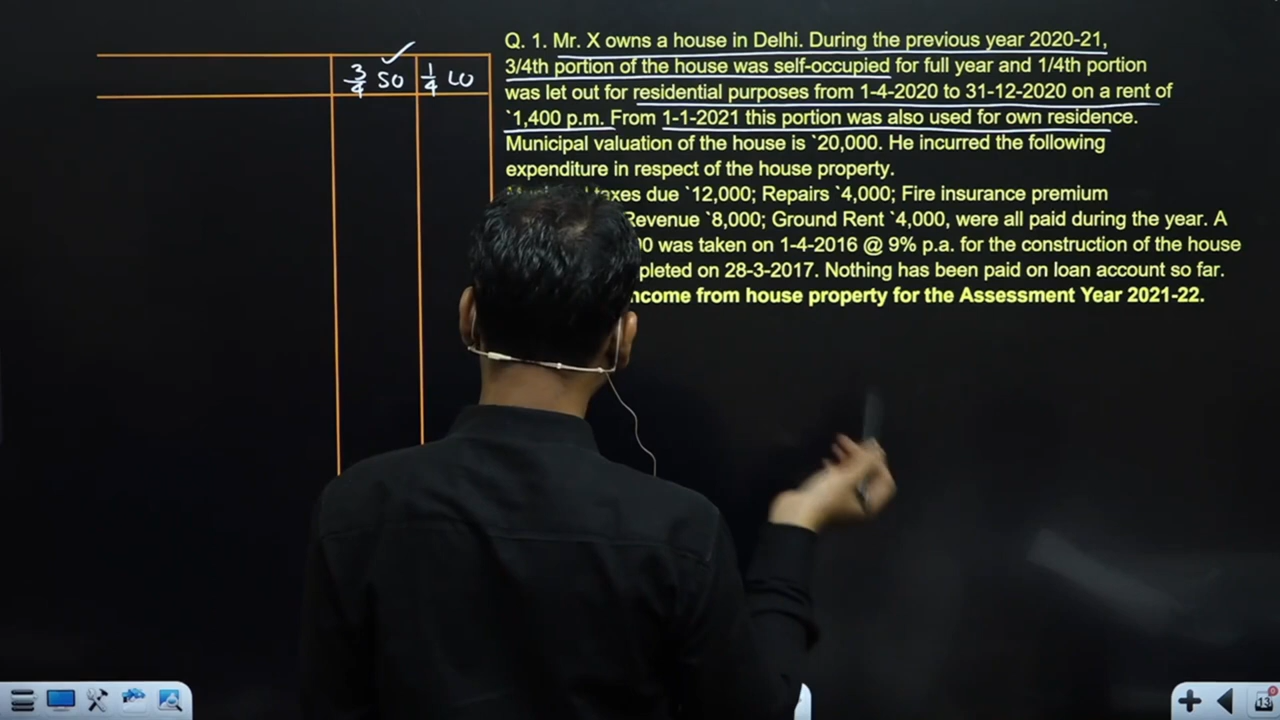 3/4 SO 1/4 LO
Q. 1. Mr. X owns a house in Delhi. During the previous year 2020-21,
3/4th portion of the house was self-occupied for full year and 1/4th portion
was let out for residential purposes from 1-4-2020 to 31-12-2020 on a rent of
`1,400 p.m. From 1-1-2021 this portion was also used for own residence.
Municipal valuation of the house is `20,000. He incurred the following
expenditure in respect of the house property.
taxes due `12,000; Repairs `4,000; Fire insurance premium
Revenue `8,000; Ground Rent `4,000, were all paid during the year. A
was taken on 1-4-2016 @ 9% p.a. for the construction of the house
on 28-3-2017. Nothing has been paid on loan account so far.
from house property for the Assessment Year 2021-22.
13